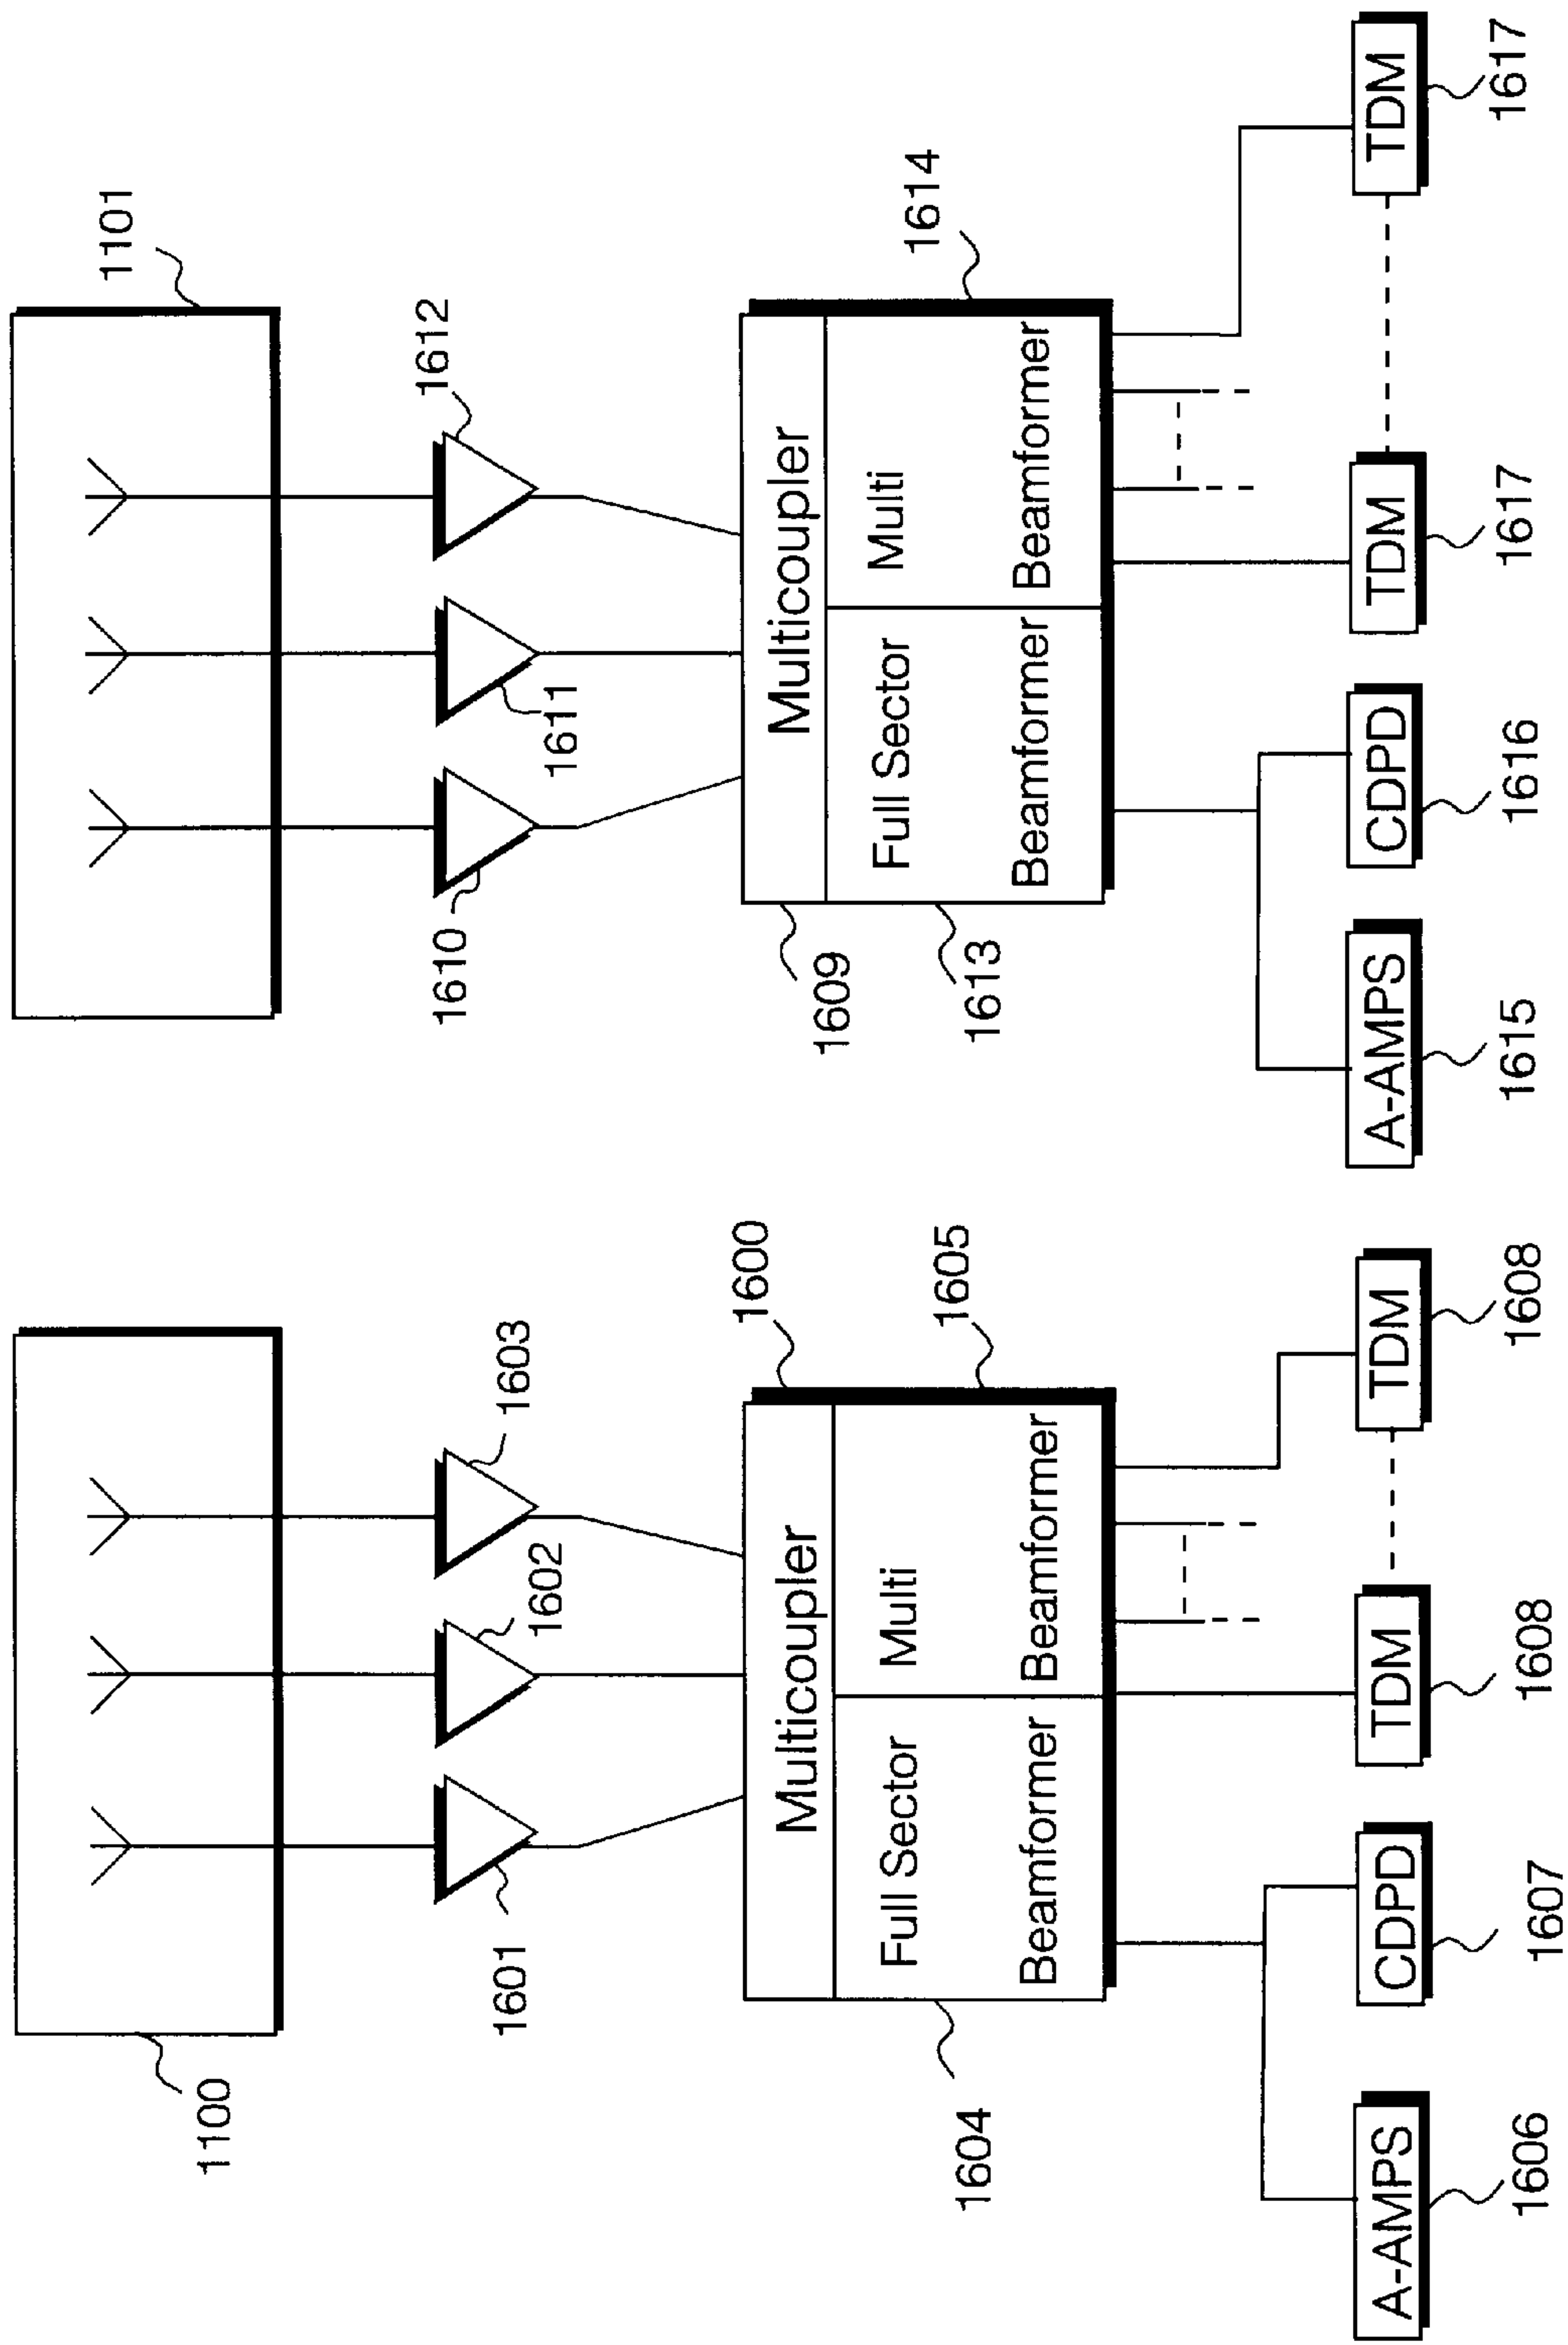 1100
1101
1601
1602
1603
1610
1611
1612
Multicoupler
1600
Full Sector
Beamformer
Multi
Beamformer
1604
1605
Multicoupler
1609
Full Sector
Beamformer
Multi
Beamformer
1613
1614
A-AMPS
CDPD
TDM
TDM
1606
1607
1608
1608
A-AMPS
CDPD
TDM
TDM
1615
1616
1617
1617